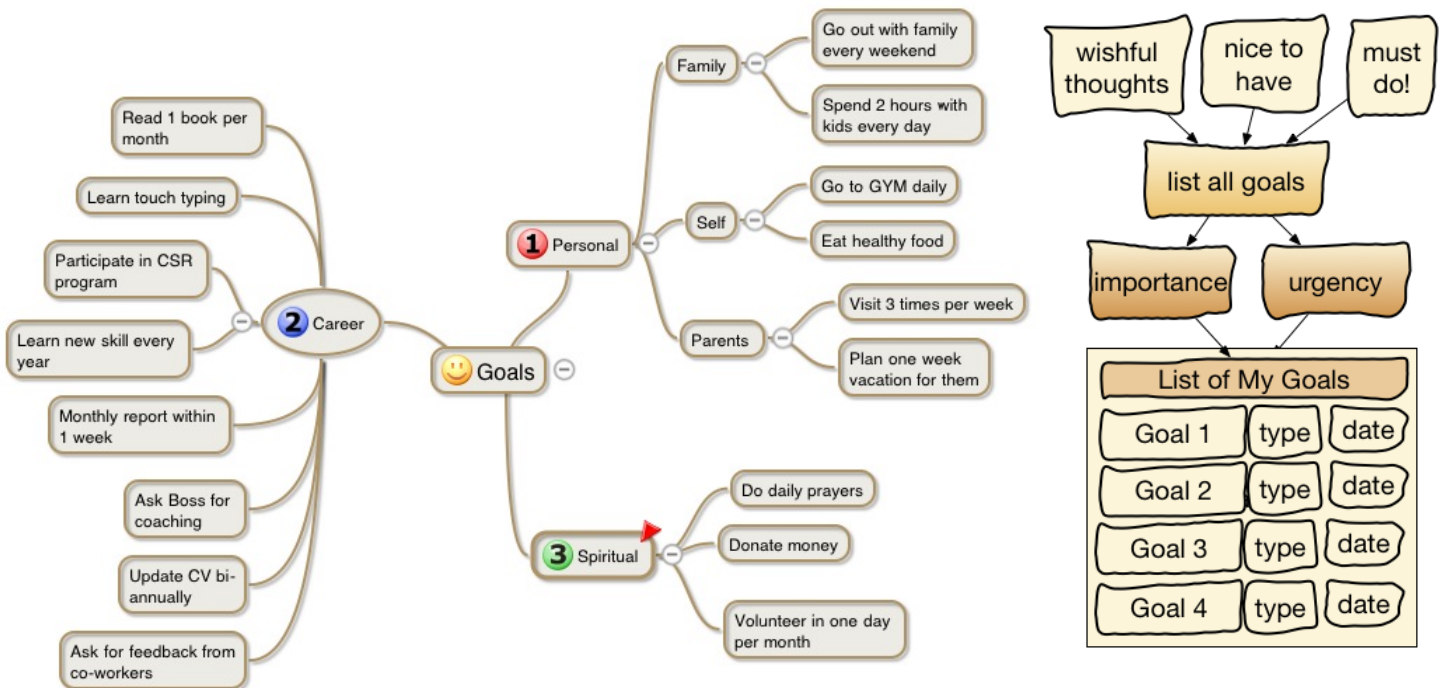 Goals
1 Personal
Family
Go out with family
every weekend
Spend 2 hours with
kids every day
Self
Go to GYM daily
Eat healthy food
Parents
Visit 3 times per week
Plan one week
vacation for them
2 Career
Read 1 book per
month
Learn touch typing
Participate in CSR
program
Learn new skill every
year
Monthly report within
1 week
Ask Boss for
coaching
Update CV bi-
annually
Ask for feedback from
co-workers
3 Spiritual
Do daily prayers
Donate money
Volunteer in one day
per month
wishful
thoughts
nice to
have
must
do!
list all goals
importance
urgency
List of My Goals
Goal 1 type date
Goal 2 type date
Goal 3 type date
Goal 4 type date